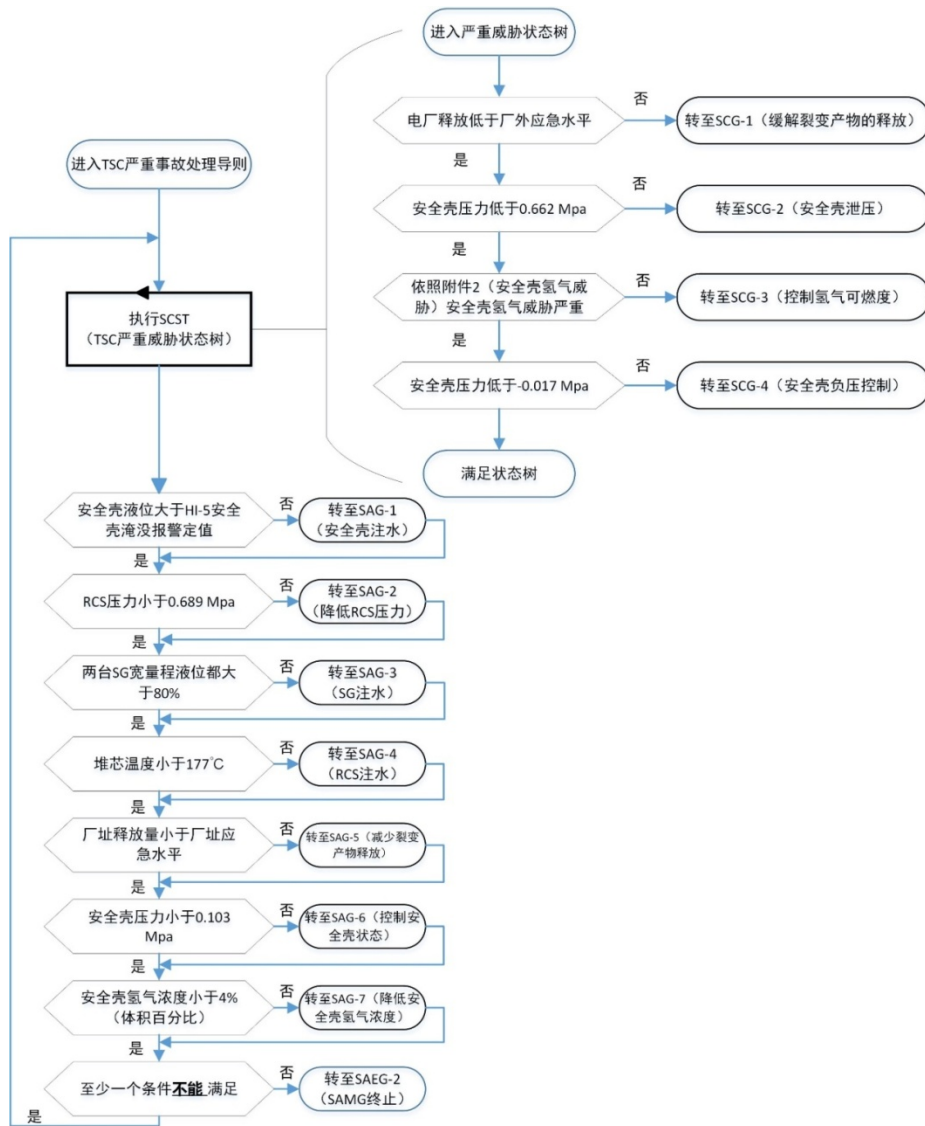 进入严重威胁状态树
电厂释放低于厂外应急水平
否
转至SCG-1（缓解裂变产物的释放）
是
安全壳压力低于0.662 Mpa
否
转至SCG-2（安全壳泄压）
是
依照附件2（安全壳氢气威
胁）安全壳氢气威胁严重
否
转至SCG-3（控制氢气可燃度）
是
安全壳压力低于-0.017 Mpa
否
转至SCG-4（安全壳负压控制）
满足状态树
进入TSC严重事故处理导则
执行SCST
（TSC严重威胁状态树）
安全壳液位大于HI-5安全
壳淹没报警定值
否
转至SAG-1
（安全壳注水）
是
RCS压力小于0.689 Mpa
否
转至SAG-2
（降低RCS压力）
是
两台SG宽量程液位都大
于80%
否
转至SAG-3
（SG注水）
是
堆芯温度小于177℃
否
转至SAG-4
（RCS注水）
是
厂址释放量小于厂址应
急水平
否
转至SAG-5（减少裂变
产物释放）
是
安全壳压力小于0.103
Mpa
否
转至SAG-6（控制安
全壳状态）
是
安全壳氢气浓度小于4%
（体积百分比）
否
转至SAG-7（降低安
全壳氢气浓度）
是
至少一个条件不能 满足
否
转至SAEG-2
（SAMG终止）
是